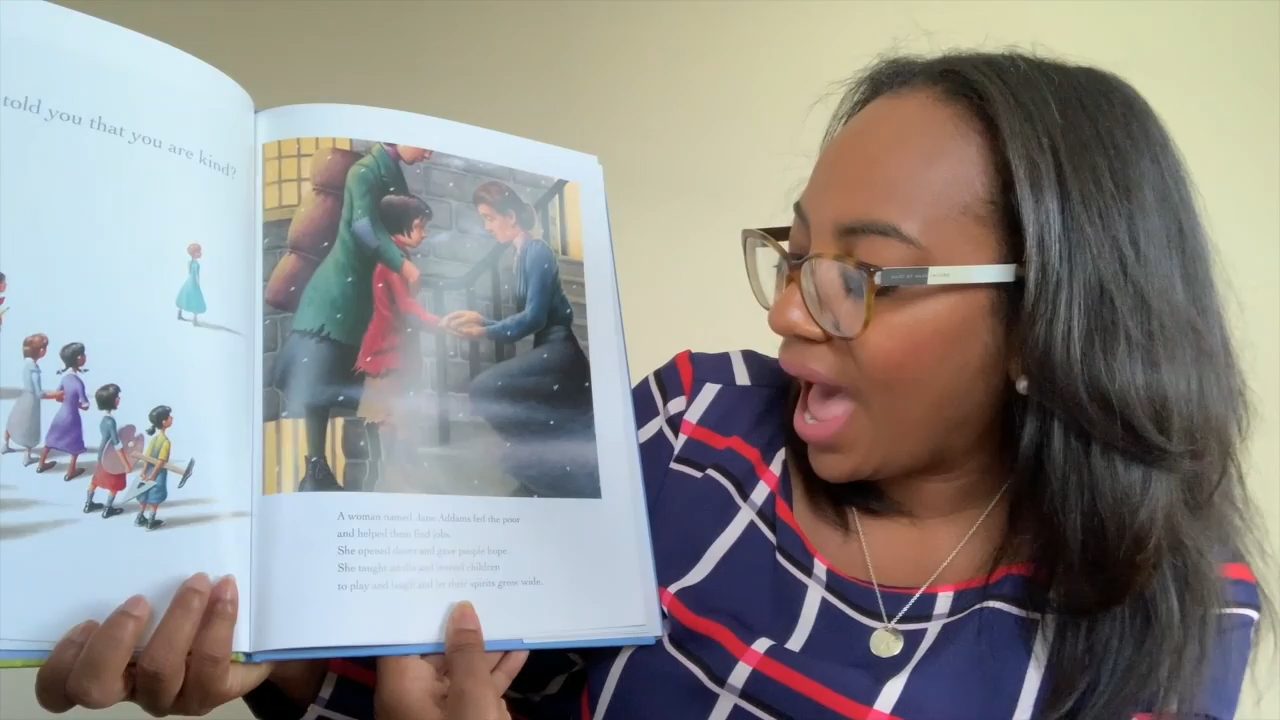 told you that you are kind?
A woman named Jane Addams fed the poor
and helped them find jobs.
She opened doors and gave people hope.
She taught adults and invited children
to play and laugh and let their spirits grow wide.